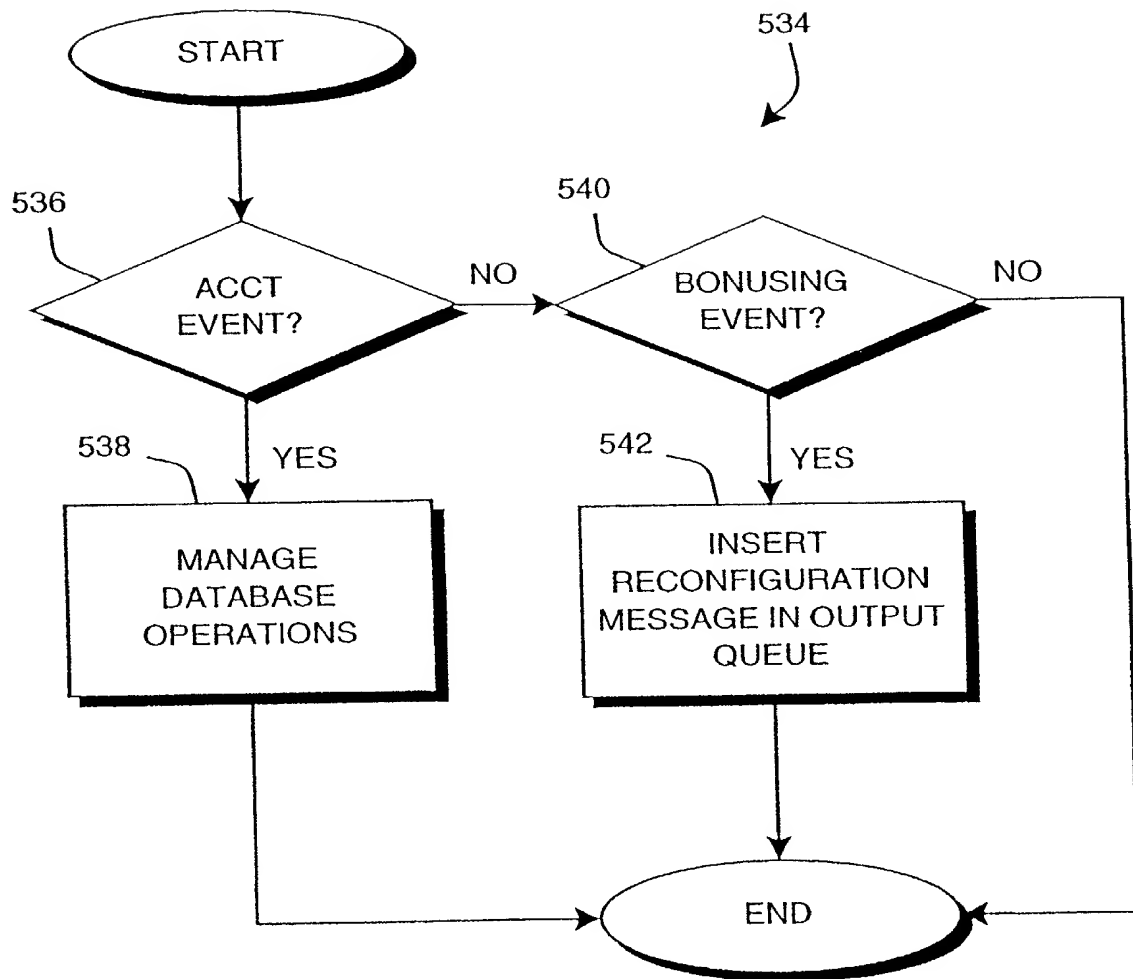 START
534
536
540
ACCT
EVENT?
NO
BONUSING
EVENT?
NO
538
YES
542
YES
MANAGE
DATABASE
OPERATIONS
INSERT
RECONFIGURATION
MESSAGE IN OUTPUT
QUEUE
END